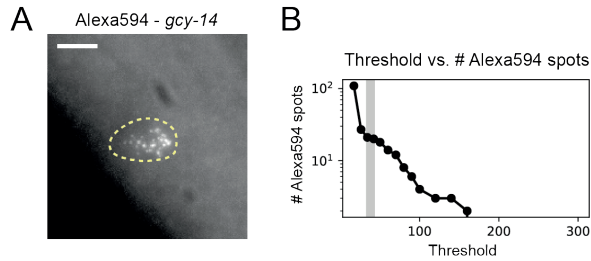 A
Alexa594 - gcy-14
B
Threshold vs. # Alexa594 spots
# Alexa594 spots
10²
10¹
100
200
300
Threshold